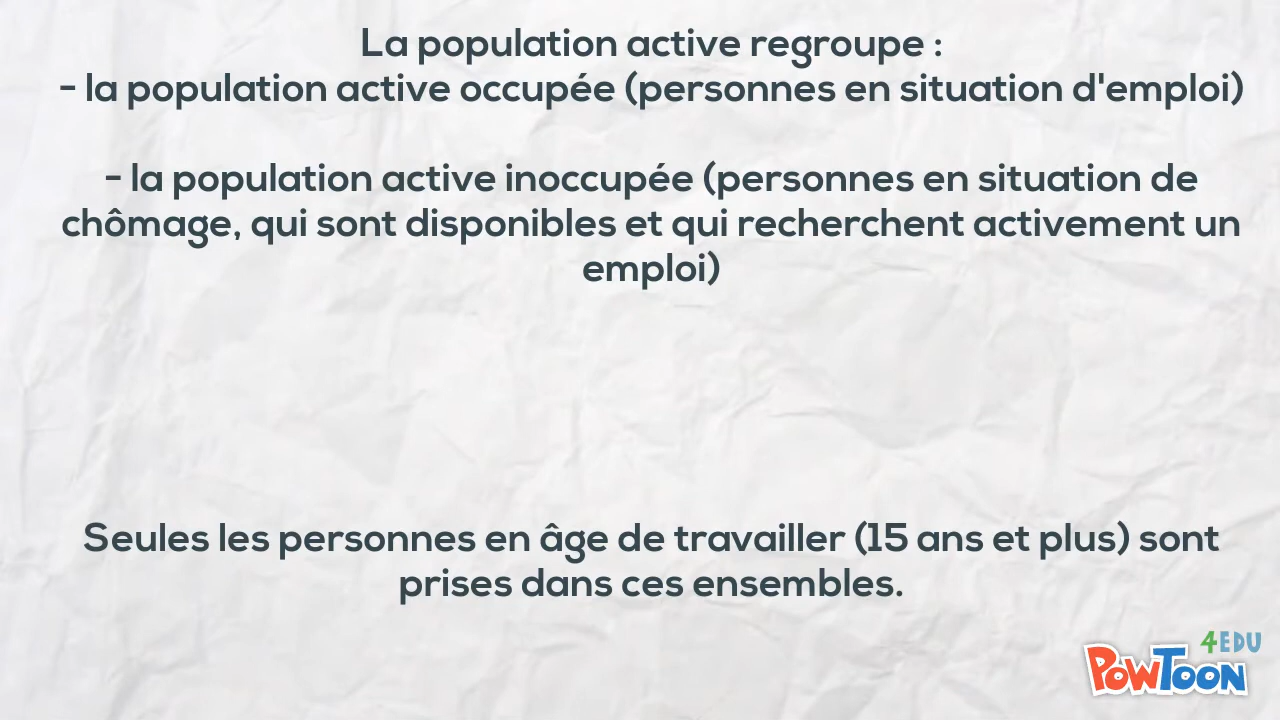 La population active regroupe :
- la population active occupée (personnes en situation d'emploi)
- la population active inoccupée (personnes en situation de
chômage, qui sont disponibles et qui recherchent activement un
emploi)
Seules les personnes en âge de travailler (15 ans et plus) sont
prises dans ces ensembles.
4EDU
POWTOON